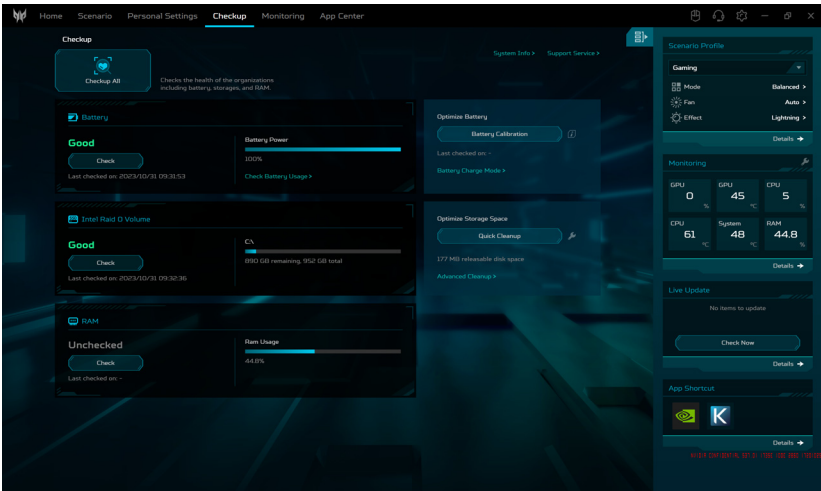 Home Scenario Personal Settings Checkup Monitoring App Center
Checkup
System Info > Support Service >
Checkup All
Checks the health of the organizations
including battery, storages, and RAM.
Battery
Good
Check
Last checked on: 2023/10/31 09:31:53
Battery Power
100%
Check Battery Usage >
Optimize Battery
Battery Calibration
Last checked on: -
Battery Charge Mode >
Intel Raid 0 Volume
Good
Check
Last checked on: 2023/10/31 09:32:36
C:\
890 GB remaining, 952 GB total
Optimize Storage Space
Quick Cleanup
177 MB releasable disk space
Advanced Cleanup >
RAM
Unchecked
Check
Last checked on: -
Ram Usage
44.8%
Scenario Profile
Gaming
Mode Balanced >
Fan Auto >
Effect Lightning >
Details →
Monitoring
GPU 0 %
GPU 45 °C
CPU 5 %
CPU 61 °C
System 48 °C
RAM 44.8 %
Details →
Live Update
No items to update
Check Now
Details →
App Shortcut
K
Details →